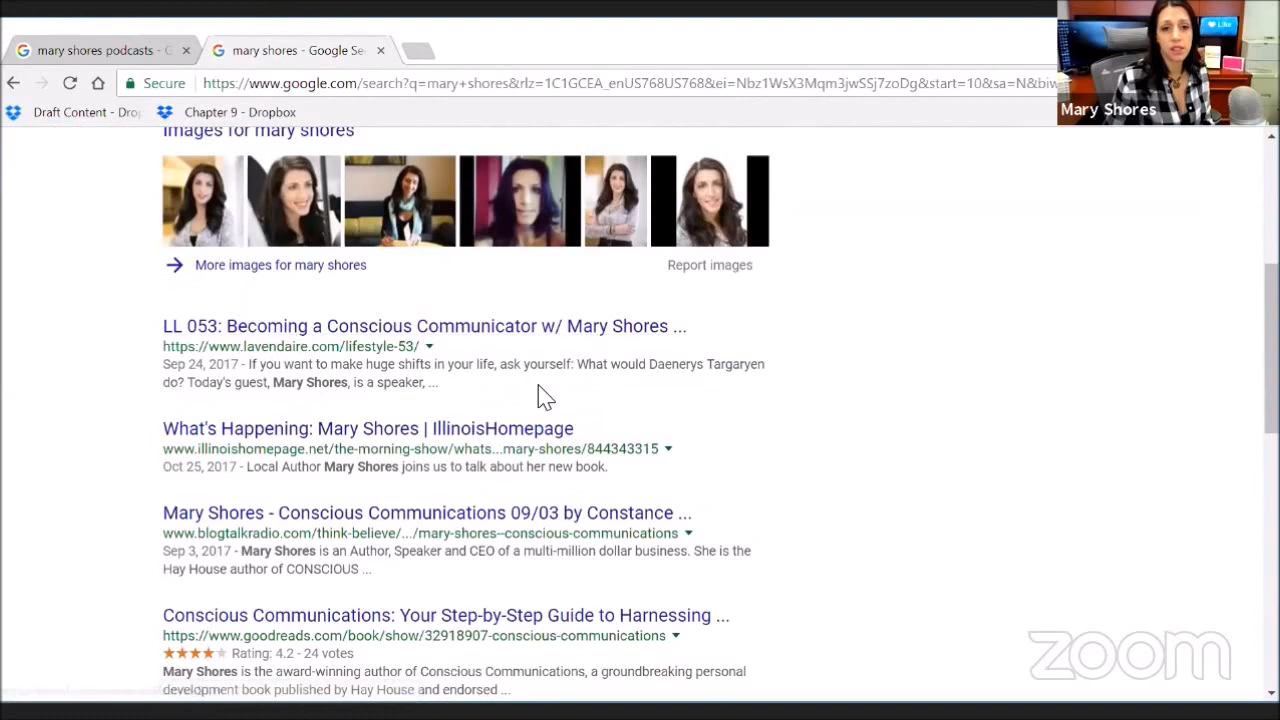 mary shores podcasts - G
mary shores - Google S
Secure
https://www.google.com/search?q=mary+shores&rlz=1C1GCEA_enUS768US768&ei=Nbz1WsX3Mqm3jwSSj7zoDg&start=10&sa=N&biw
Draft Content - Drop
Chapter 9 - Dropbox
Like
Mary Shores
Images for mary shores
More images for mary shores
Report images
LL 053: Becoming a Conscious Communicator w/ Mary Shores ...
https://www.lavendaire.com/lifestyle-53/
Sep 24, 2017 - If you want to make huge shifts in your life, ask yourself: What would Daenerys Targaryen
do? Today's guest, Mary Shores, is a speaker, ...
What's Happening: Mary Shores | IllinoisHomepage
www.illinoishomepage.net/the-morning-show/whats...mary-shores/844343315
Oct 25, 2017 - Local Author Mary Shores joins us to talk about her new book.
Mary Shores - Conscious Communications 09/03 by Constance ...
www.blogtalkradio.com/think-believe/.../mary-shores--conscious-communications
Sep 3, 2017 - Mary Shores is an Author, Speaker and CEO of a multi-million dollar business. She is the
Hay House author of CONSCIOUS ...
Conscious Communications: Your Step-by-Step Guide to Harnessing ...
https://www.goodreads.com/book/show/32918907-conscious-communications
Rating: 4.2 - 24 votes
Mary Shores is the award-winning author of Conscious Communications, a groundbreaking personal
development book published by Hay House and endorsed ...
zoom